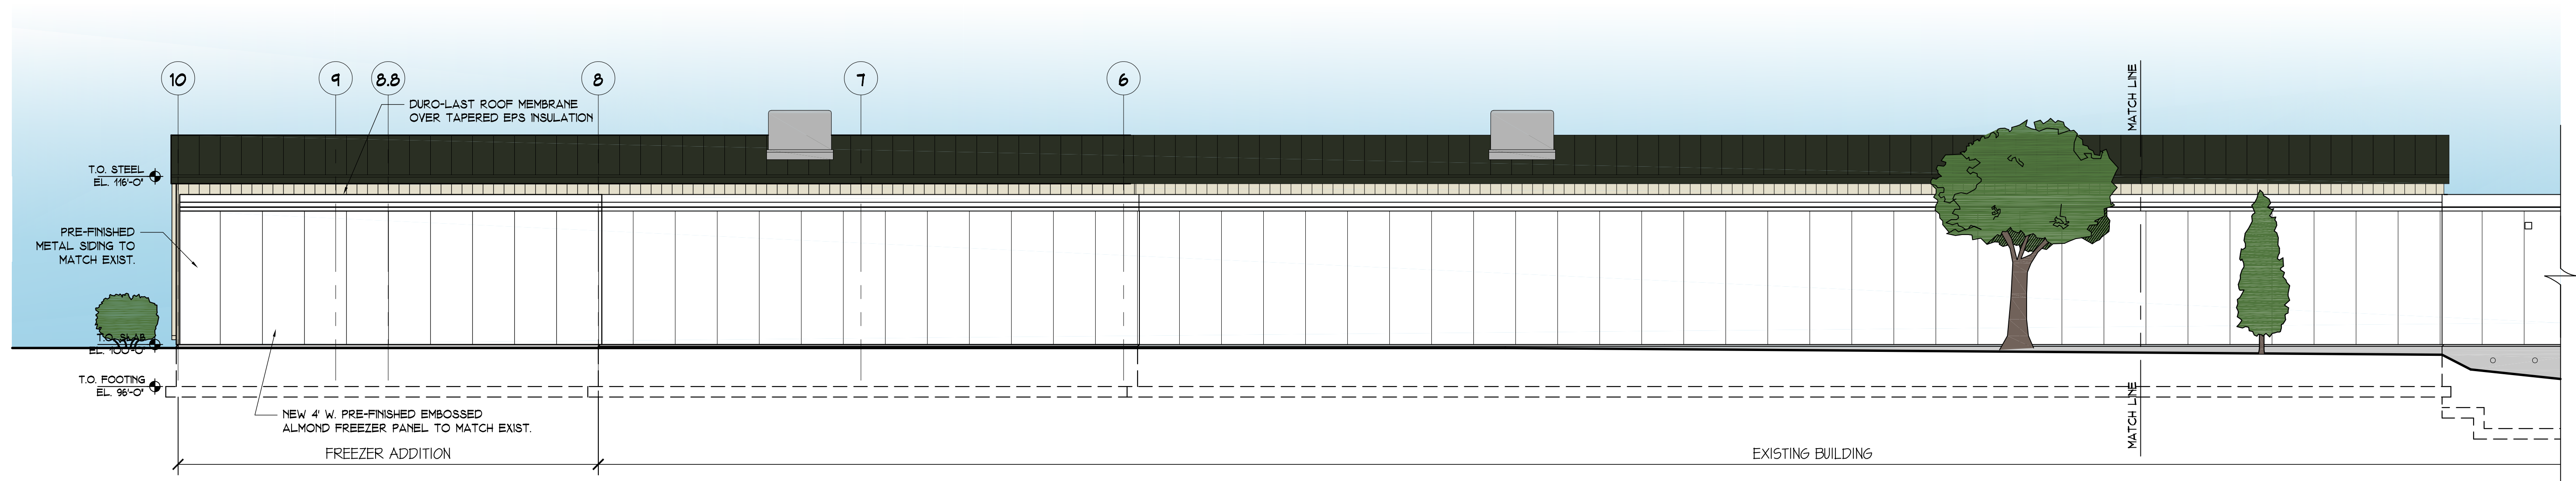 10
9
8.8
8
7
6
MATCH LINE
DURO-LAST ROOF MEMBRANE
OVER TAPERED EPS INSULATION
T.O. STEEL
EL. 116'-0"
PRE-FINISHED
METAL SIDING TO
MATCH EXIST.
T.O. SLAB
EL. 100'-0"
T.O. FOOTING
EL. 96'-0"
NEW 4' W. PRE-FINISHED EMBOSSED
ALMOND FREEZER PANEL TO MATCH EXIST.
MATCH LINE
FREEZER ADDITION
EXISTING BUILDING